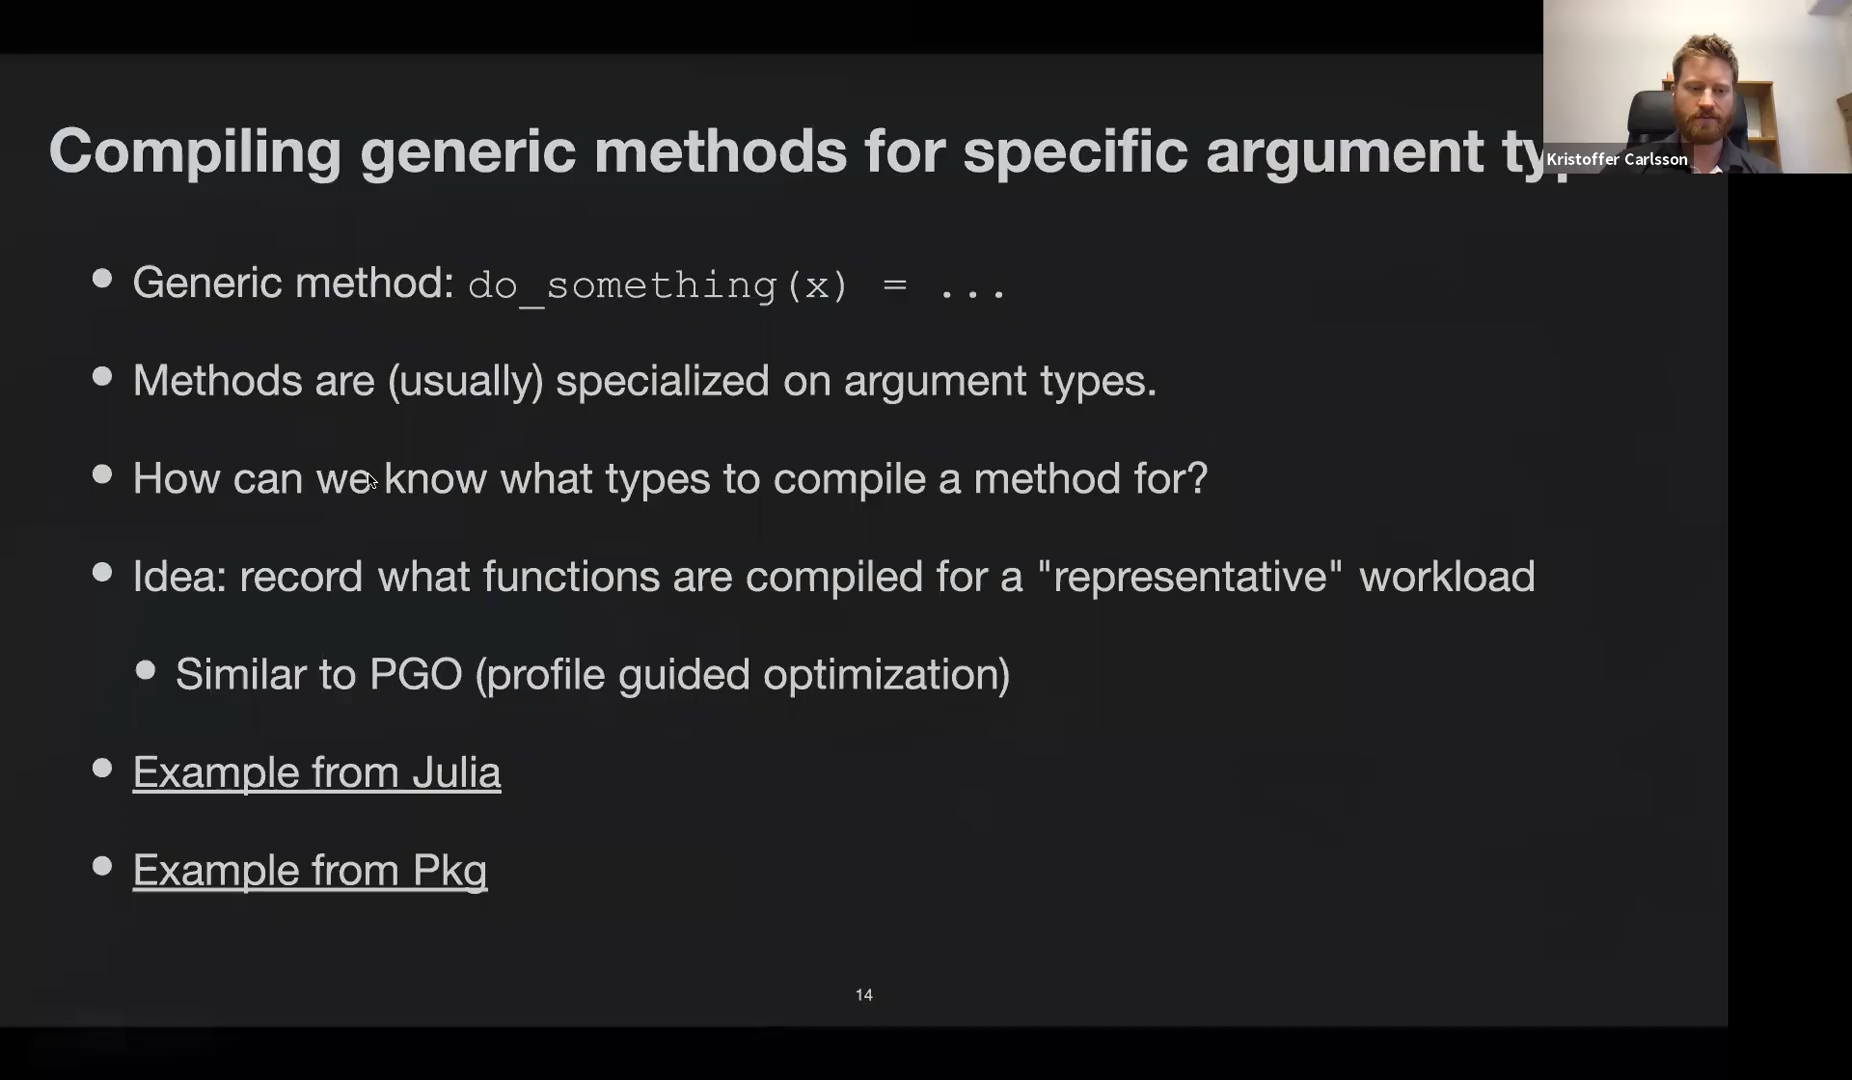 Compiling generic methods for specific argument
Kristoffer Carlsson
• Generic method: do_something(x) = ...
• Methods are (usually) specialized on argument types.
• How can we know what types to compile a method for?
• Idea: record what functions are compiled for a "representative" workload
• Similar to PGO (profile guided optimization)
• Example from Julia
• Example from Pkg
14